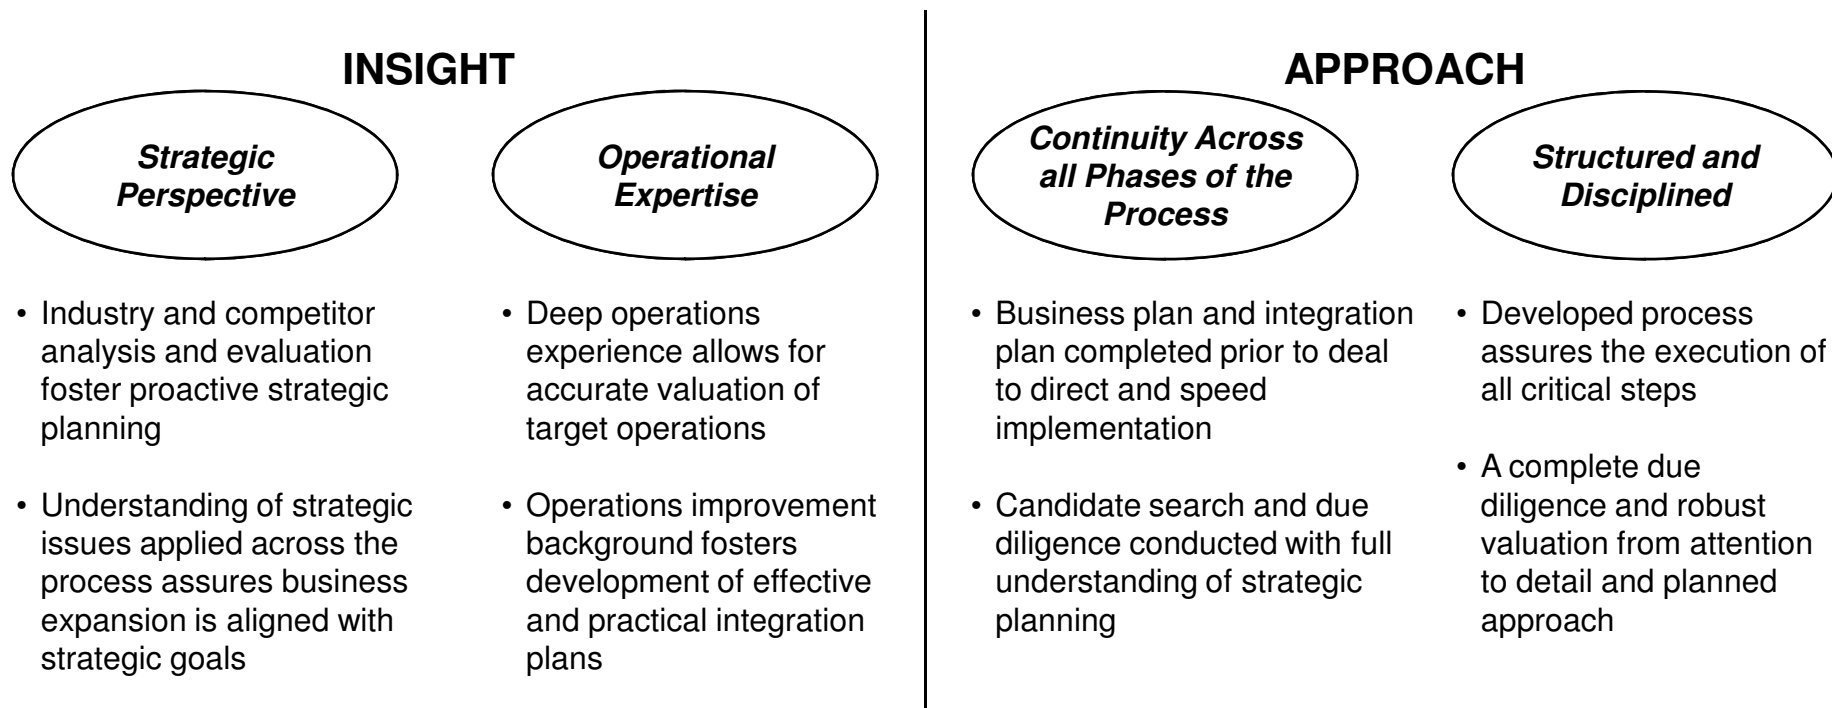 INSIGHT
Strategic
Perspective
• Industry and competitor
analysis and evaluation
foster proactive strategic
planning
• Understanding of strategic
issues applied across the
process assures business
expansion is aligned with
strategic goals
Operational
Expertise
• Deep operations
experience allows for
accurate valuation of
target operations
• Operations improvement
background fosters
development of effective
and practical integration
plans
APPROACH
Continuity Across
all Phases of the
Process
• Business plan and integration
plan completed prior to deal
to direct and speed
implementation
• Candidate search and due
diligence conducted with full
understanding of strategic
planning
Structured and
Disciplined
• Developed process
assures the execution of
all critical steps
• A complete due
diligence and robust
valuation from attention
to detail and planned
approach